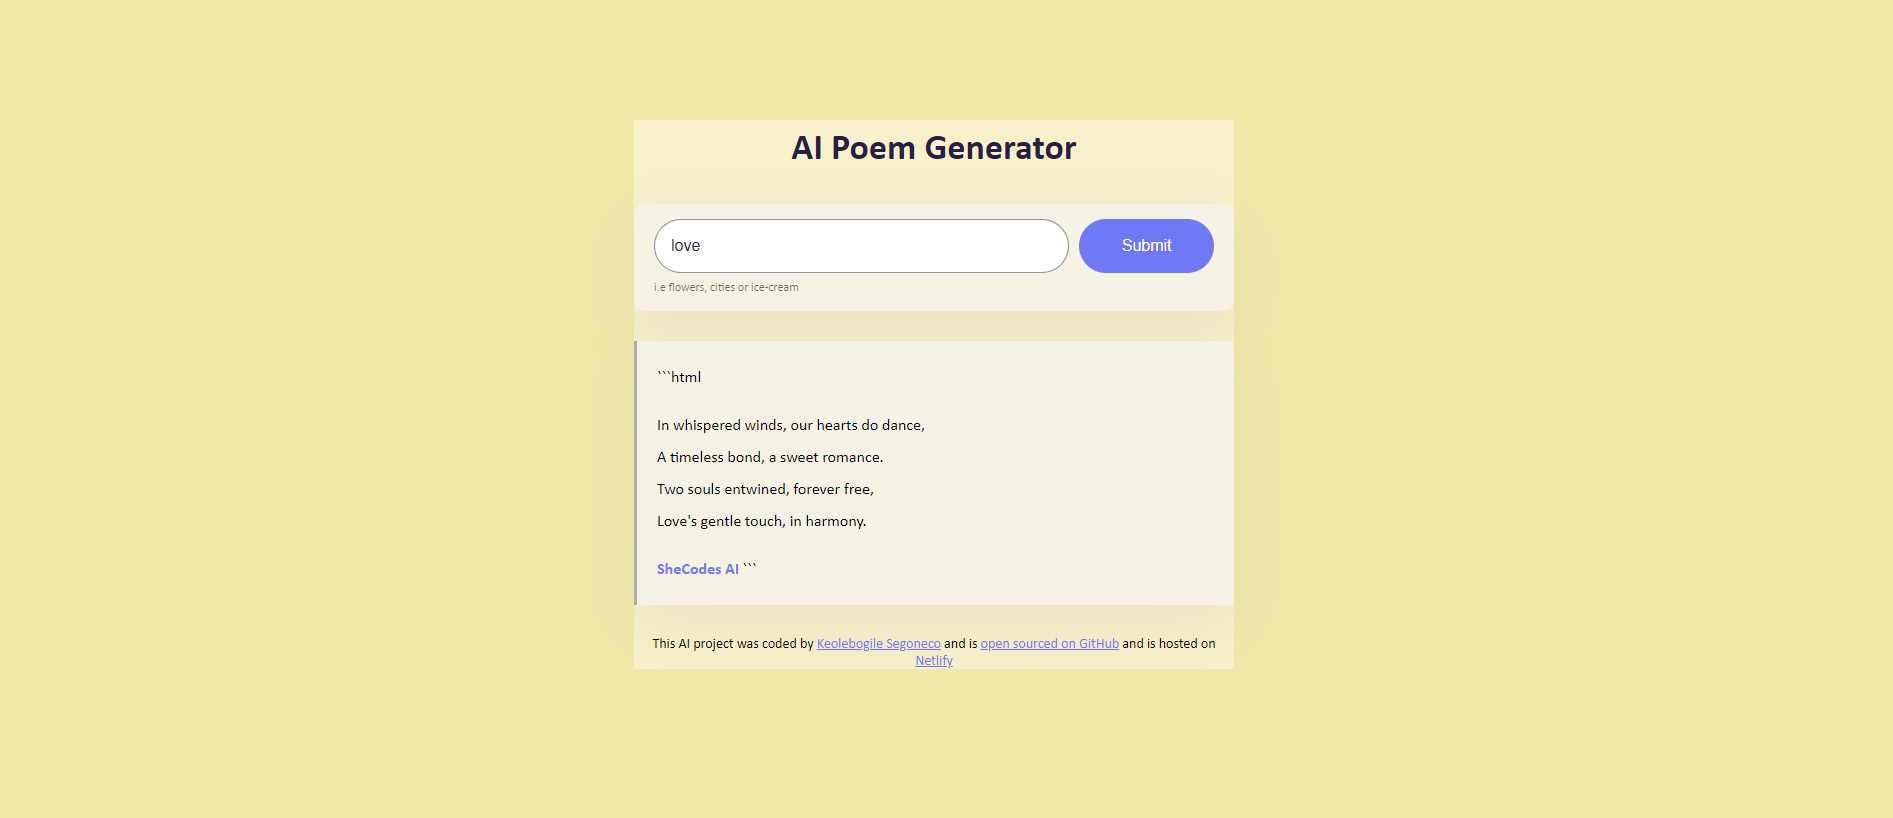 AI Poem Generator
love
Submit
i.e flowers, cities or ice-cream
```html
In whispered winds, our hearts do dance,
A timeless bond, a sweet romance.
Two souls entwined, forever free,
Love's gentle touch, in harmony.
SheCodes AI ```
This AI project was coded by Keolebogile Segoneco and is open sourced on GitHub and is hosted on
Netlify